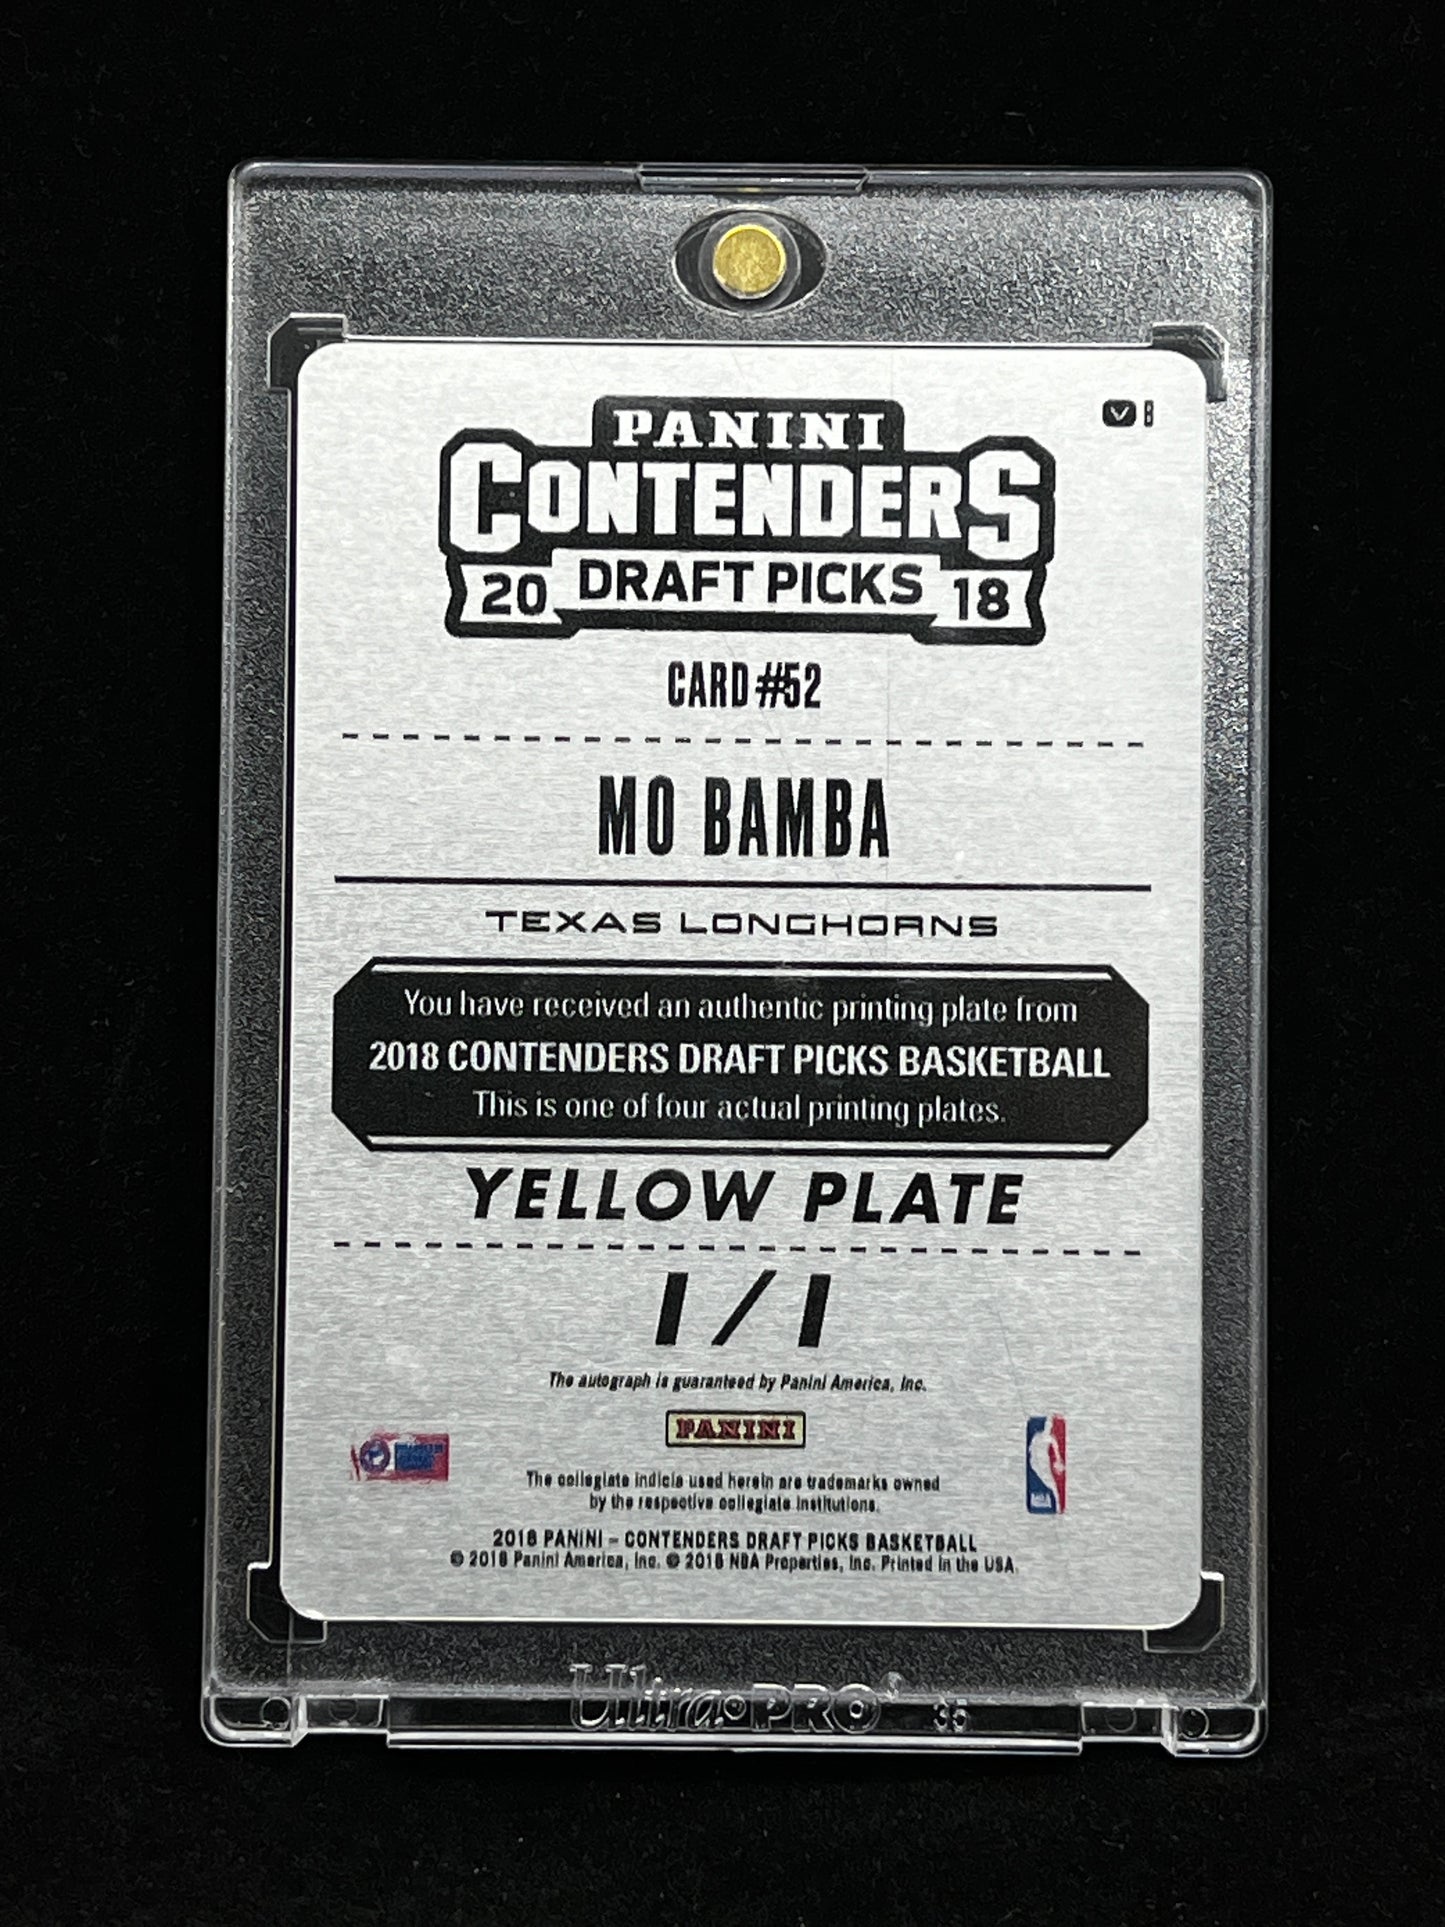 PANINI
CONTENDERS
20 DRAFT PICKS 18
CARD #52
MO BAMBA
TEXAS LONGHORNS
You have received an authentic printing plate from
2018 CONTENDERS DRAFT PICKS BASKETBALL
This is one of four actual printing plates.
YELLOW PLATE
1/1
The autograph is guaranteed by Panini America, Inc.
PANINI
The collegiate indicia used herein are trademarks owned
by the respective collegiate institutions.
2018 PANINI – CONTENDERS DRAFT PICKS BASKETBALL
© 2018 Panini America, Inc. © 2018 NBA Properties, Inc. Printed in the USA.
Ultra•PRO® 35